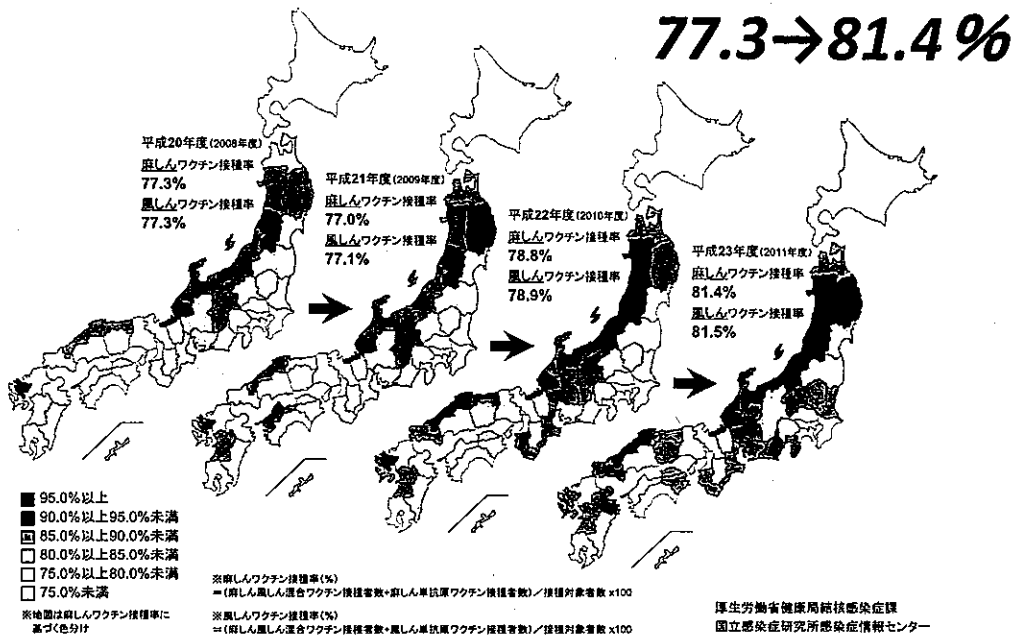 77.3→81.4%
平成20年度(2008年度)
麻しんワクチン接種率
77.3%
風しんワクチン接種率
77.3%
平成21年度(2009年度)
麻しんワクチン接種率
77.0%
風しんワクチン接種率
77.1%
平成22年度(2010年度)
麻しんワクチン接種率
78.8%
風しんワクチン接種率
78.9%
平成23年度(2011年度)
麻しんワクチン接種率
81.4%
風しんワクチン接種率
81.5%
95.0%以上
90.0%以上95.0%未満
85.0%以上90.0%未満
80.0%以上85.0%未満
75.0%以上80.0%未満
75.0%未満
※地図は麻しんワクチン接種率に
基づく色分け
※麻しんワクチン接種率(%)
=(麻しん風しん混合ワクチン接種者数+麻しん単抗原ワクチン接種者数)/接種対象者数 x100
※風しんワクチン接種率(%)
=(麻しん風しん混合ワクチン接種者数+風しん単抗原ワクチン接種者数)/接種対象者数 x100
厚生労働省健康局結核感染症課
国立感染症研究所感染症情報センター